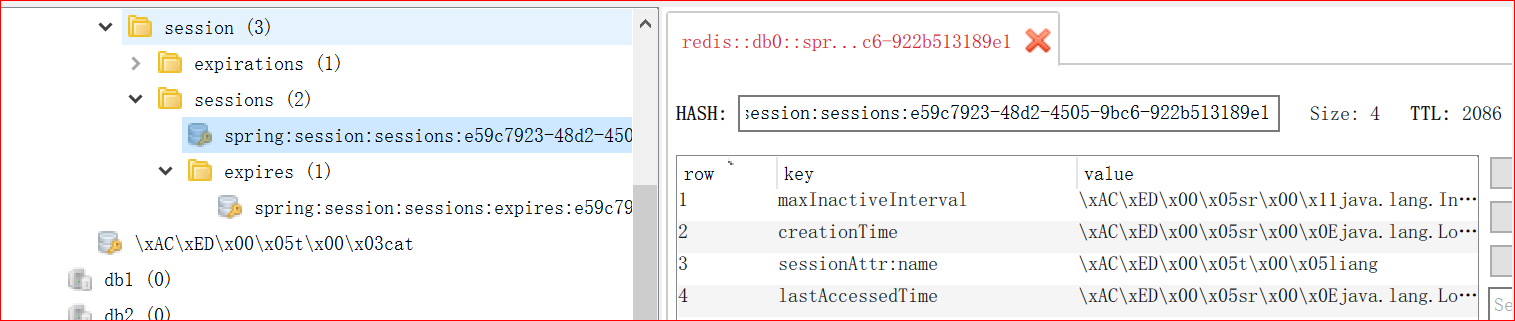 session (3)
expirations (1)
sessions (2)
spring:session:sessions:e59c7923-48d2-450
expires (1)
spring:session:sessions:expires:e59c79
\xAC\xED\x00\x05t\x00\x03cat
db1 (0)
db2 (0)
redis::db0::spr...c6-922b513189e1
HASH: session:sessions:e59c7923-48d2-4505-9bc6-922b513189e1 Size: 4 TTL: 2086
row key value
1 maxInactiveInterval \xAC\xED\x00\x05sr\x00\x11java.lang.In…
2 creationTime \xAC\xED\x00\x05sr\x00\x0Ejava.lang.Lo…
3 sessionAttr:name \xAC\xED\x00\x05t\x00\x05liang
4 lastAccessedTime \xAC\xED\x00\x05sr\x00\x0Ejava.lang.Lo…
Se